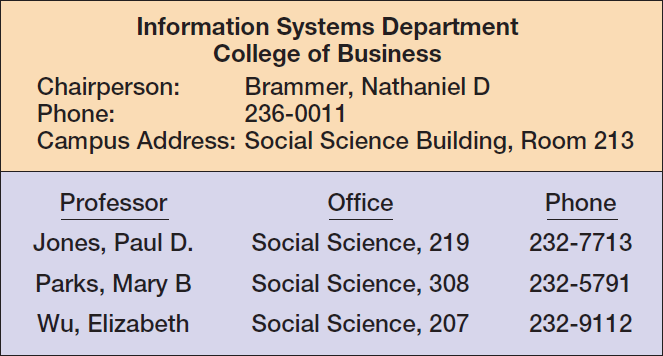 Information Systems Department
College of Business
Chairperson: Brammer, Nathaniel D
Phone: 236-0011
Campus Address: Social Science Building, Room 213
Professor Office Phone
Jones, Paul D. Social Science, 219 232-7713
Parks, Mary B Social Science, 308 232-5791
Wu, Elizabeth Social Science, 207 232-9112